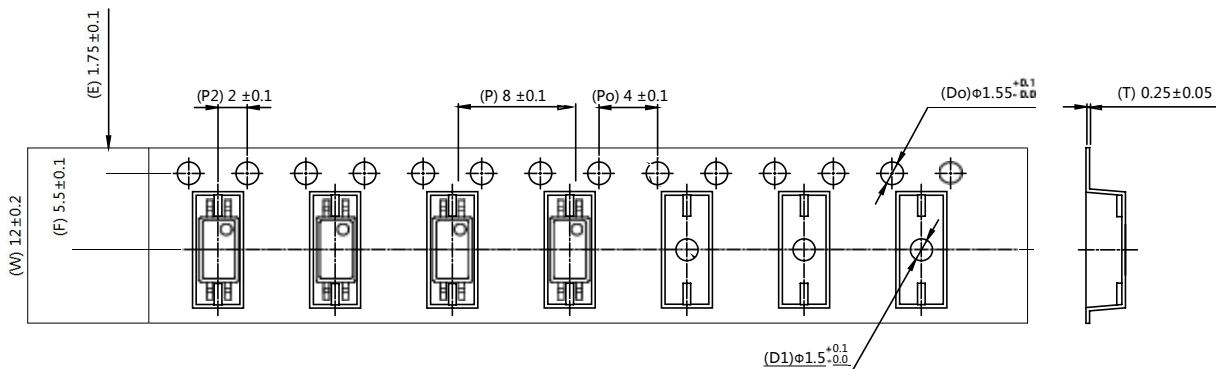 (E) 1.75±0.1
(P2) 2 ±0.1
(P) 8 ±0.1
(Po) 4 ±0.1
(Do)Φ1.55+0.1
-0.0
(T) 0.25±0.05
(W) 12±0.2
(F) 5.5±0.1
(D1)Φ1.5+0.1
-0.0